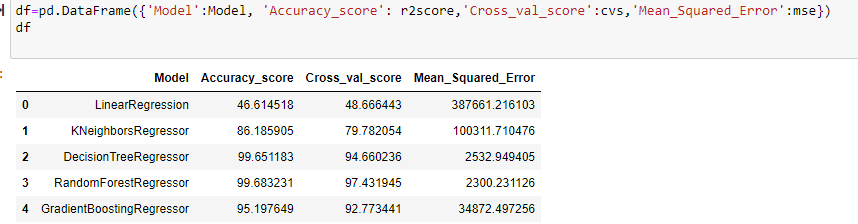 df=pd.DataFrame({'Model':Model, 'Accuracy_score': r2score,'Cross_val_score':cvs,'Mean_Squared_Error':mse})
df
Model Accuracy_score Cross_val_score Mean_Squared_Error
0 LinearRegression 46.614518 48.666443 387661.216103
1 KNeighborsRegressor 86.185905 79.782054 100311.710476
2 DecisionTreeRegressor 99.651183 94.660236 2532.949405
3 RandomForestRegressor 99.683231 97.431945 2300.231126
4 GradientBoostingRegressor 95.197649 92.773441 34872.497256